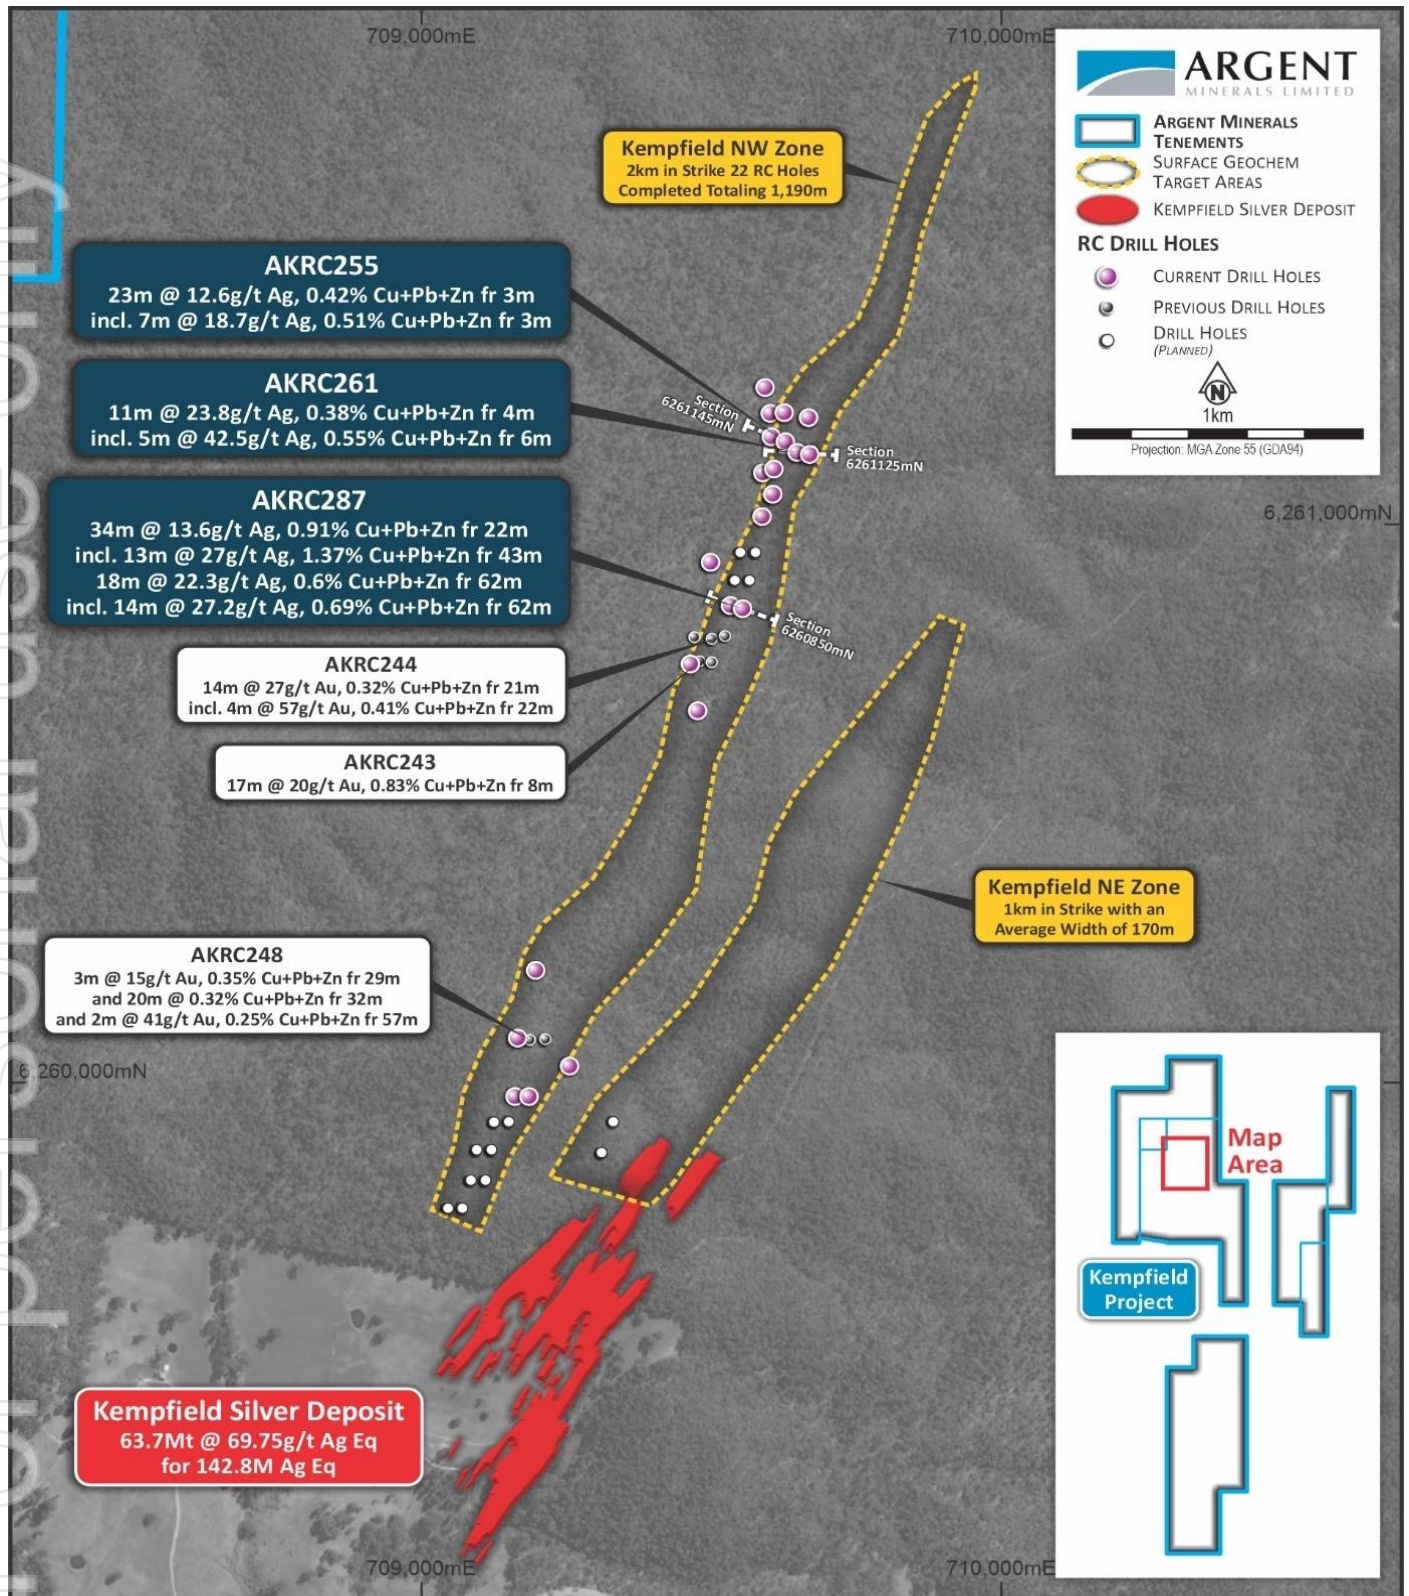 709,000mE
710,000mE
ARGENT
MINERALS LIMITED
ARGENT MINERALS
TENEMENTS
SURFACE GEOCHEM
TARGET AREAS
KEMPFIELD SILVER DEPOSIT
RC DRILL HOLES
CURRENT DRILL HOLES
PREVIOUS DRILL HOLES
DRILL HOLES
(PLANNED)
N
1km
Projection: MGA Zone 55 (GDA94)
Kempfield NW Zone
2km in Strike 22 RC Holes
Completed Totaling 1,190m
AKRC255
23m @ 12.6g/t Ag, 0.42% Cu+Pb+Zn fr 3m
incl. 7m @ 18.7g/t Ag, 0.51% Cu+Pb+Zn fr 3m
AKRC261
11m @ 23.8g/t Ag, 0.38% Cu+Pb+Zn fr 4m
incl. 5m @ 42.5g/t Ag, 0.55% Cu+Pb+Zn fr 6m
Section
6261145mN
Section
6261125mN
AKRC287
34m @ 13.6g/t Ag, 0.91% Cu+Pb+Zn fr 22m
incl. 13m @ 27g/t Ag, 1.37% Cu+Pb+Zn fr 43m
18m @ 22.3g/t Ag, 0.6% Cu+Pb+Zn fr 62m
incl. 14m @ 27.2g/t Ag, 0.69% Cu+Pb+Zn fr 62m
6,261,000mN
Section
6260850mN
AKRC244
14m @ 27g/t Au, 0.32% Cu+Pb+Zn fr 21m
incl. 4m @ 57g/t Au, 0.41% Cu+Pb+Zn fr 22m
AKRC243
17m @ 20g/t Au, 0.83% Cu+Pb+Zn fr 8m
Kempfield NE Zone
1km in Strike with an
Average Width of 170m
AKRC248
3m @ 15g/t Au, 0.35% Cu+Pb+Zn fr 29m
and 20m @ 0.32% Cu+Pb+Zn fr 32m
and 2m @ 41g/t Au, 0.25% Cu+Pb+Zn fr 57m
6,260,000mN
Map
Area
Kempfield
Project
Kempfield Silver Deposit
63.7Mt @ 69.75g/t Ag Eq
for 142.8M Ag Eq
709,000mE
710,000mE
For personal use only